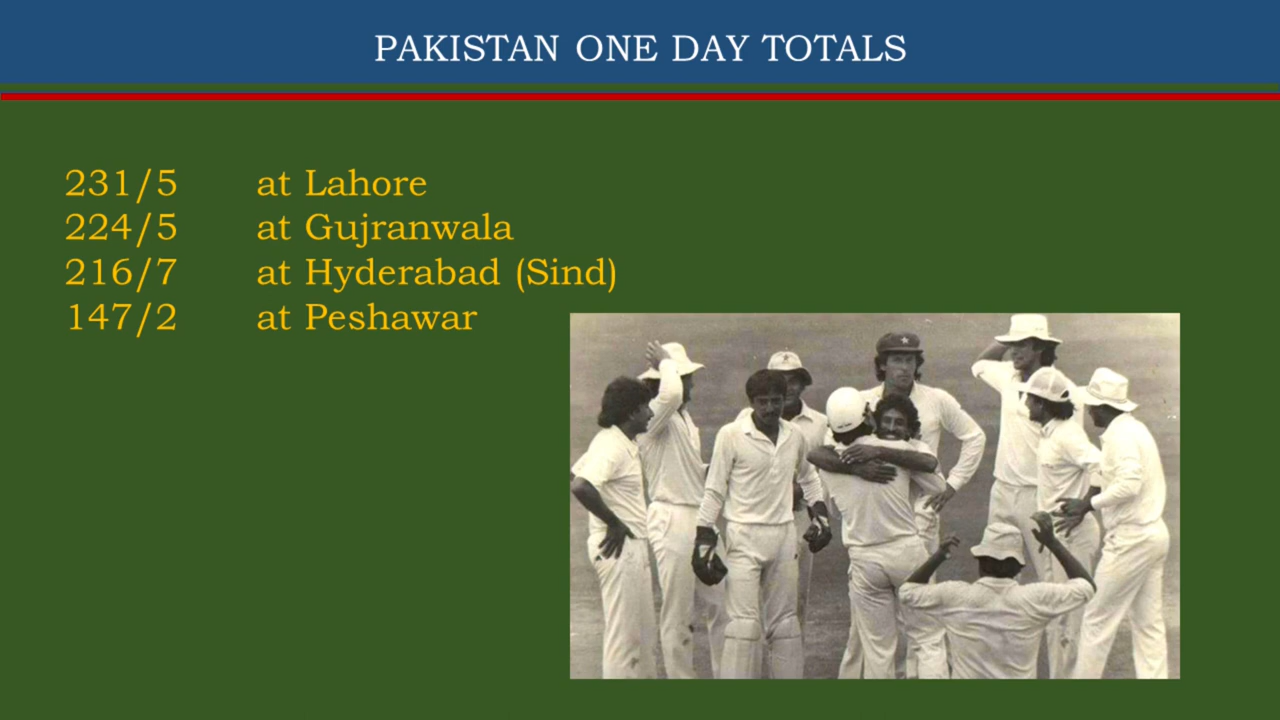 PAKISTAN ONE DAY TOTALS
231/5 at Lahore
224/5 at Gujranwala
216/7 at Hyderabad (Sind)
147/2 at Peshawar